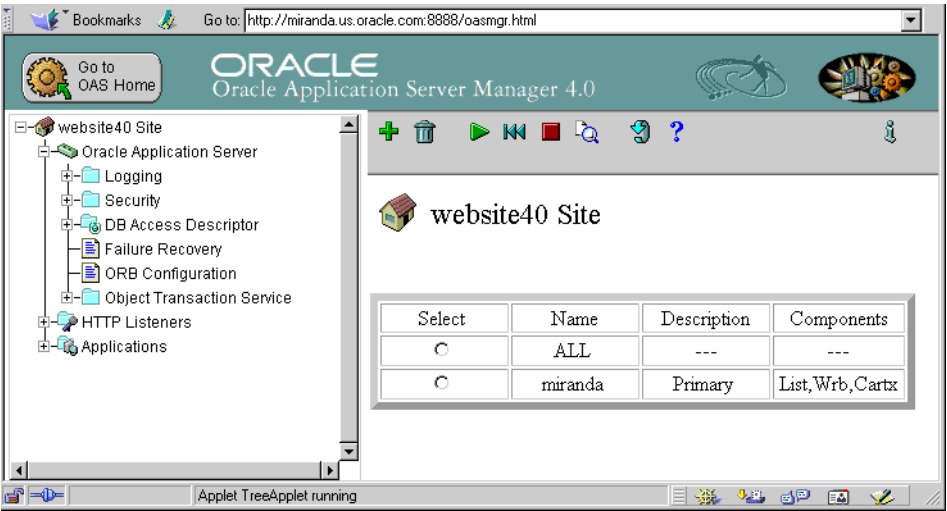 Bookmarks Go to: http://miranda.us.oracle.com:8888/oasmgr.html
Go to
OAS Home
ORACLE
Oracle Application Server Manager 4.0
website40 Site
Oracle Application Server
Logging
Security
DB Access Descriptor
Failure Recovery
ORB Configuration
Object Transaction Service
HTTP Listeners
Applications
website40 Site
Select Name Description Components
ALL --- ---
miranda Primary List,Wrb,Cartx
Applet TreeApplet running